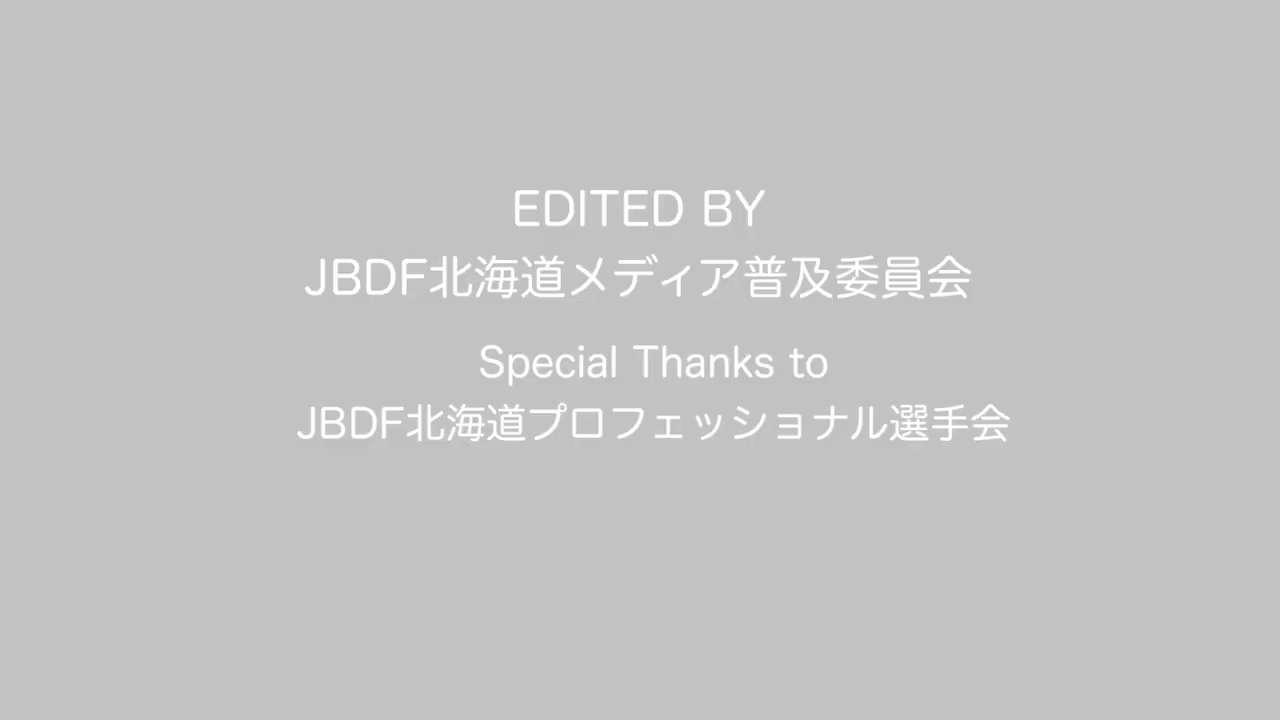 EDITED BY
JBDF北海道メディア普及委員会
Special Thanks to
JBDF北海道プロフェッショナル選手会